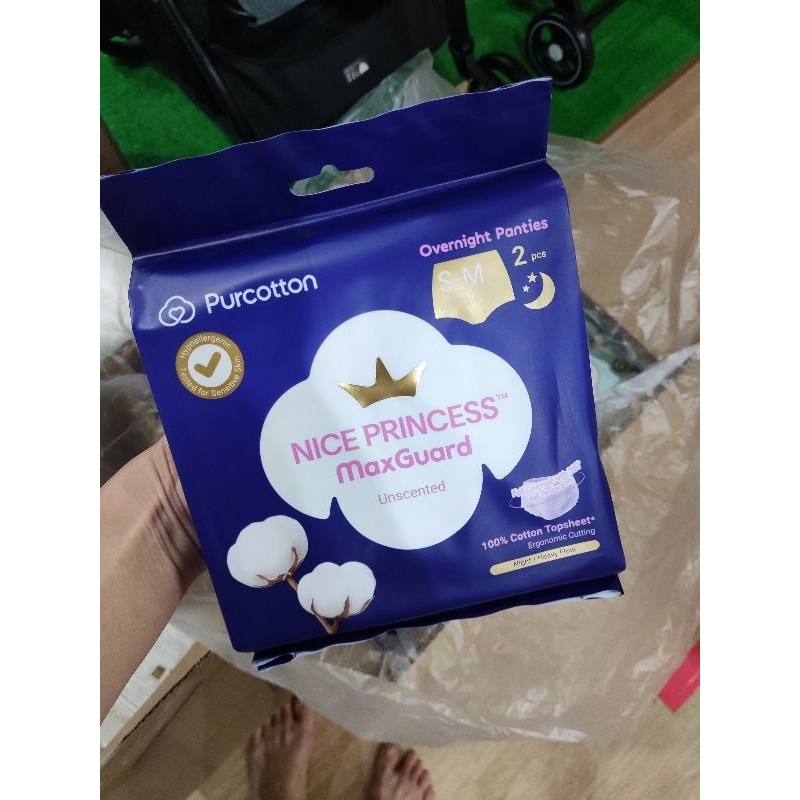 Overnight Panties
S-M
2 pcs
Purcotton
Hypoallergenic
Tested for Sensitive Skin
NICE PRINCESS™
MaxGuard
Unscented
100% Cotton Topsheet*
Ergonomic Cutting
Night / Heavy Flow